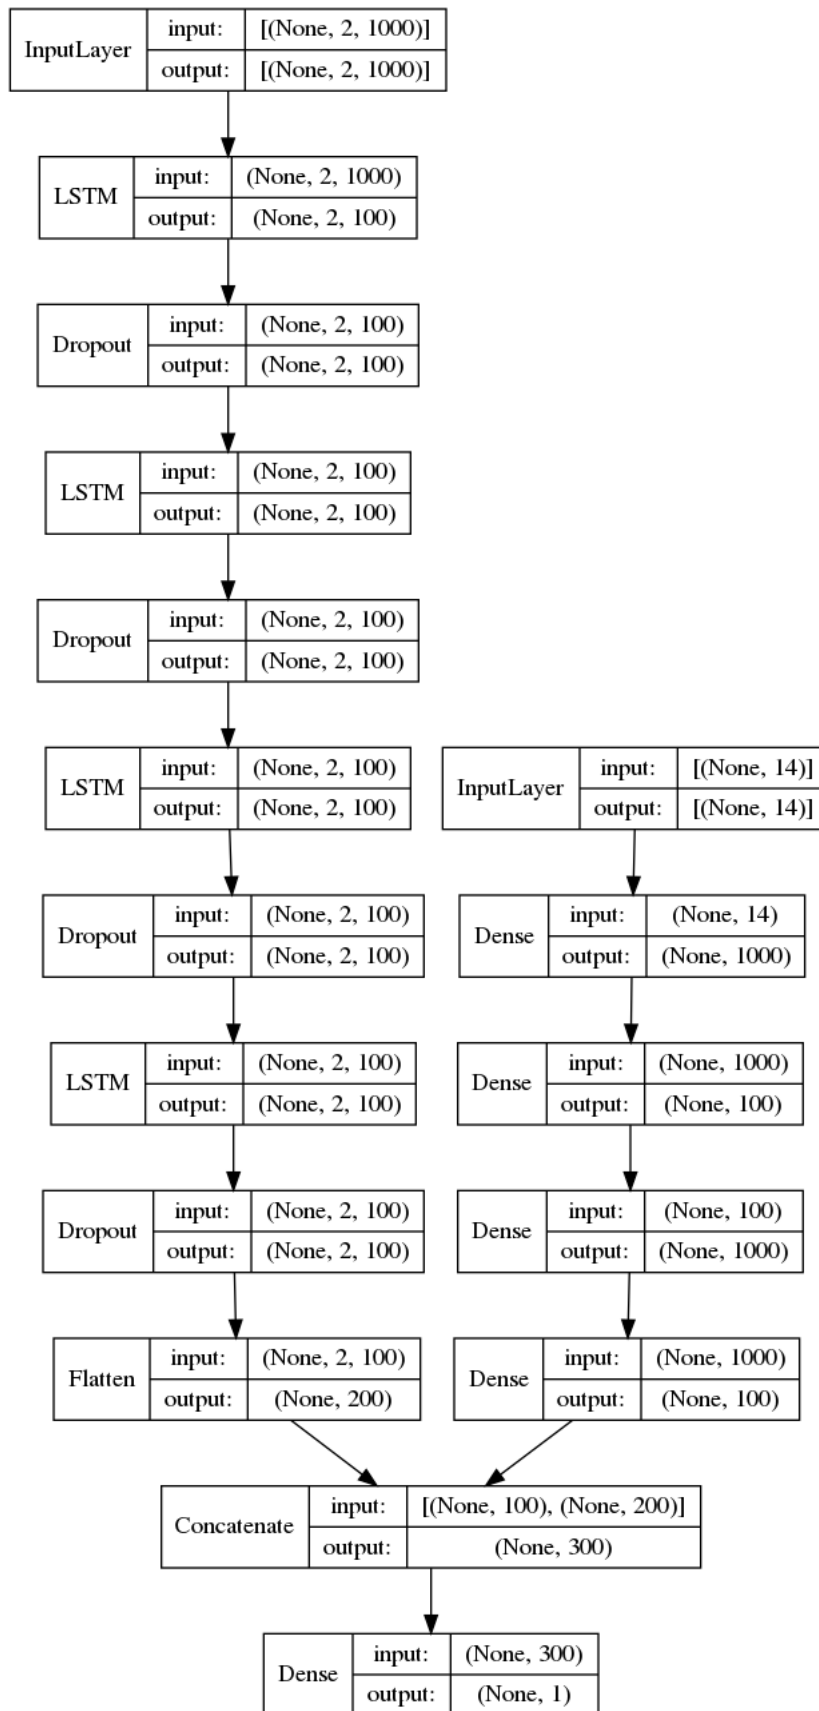 InputLayer input: [(None, 2, 1000)]
output: [(None, 2, 1000)]
LSTM input: (None, 2, 1000)
output: (None, 2, 100)
Dropout input: (None, 2, 100)
output: (None, 2, 100)
LSTM input: (None, 2, 100)
output: (None, 2, 100)
Dropout input: (None, 2, 100)
output: (None, 2, 100)
LSTM input: (None, 2, 100)
output: (None, 2, 100)
InputLayer input: [(None, 14)]
output: [(None, 14)]
Dropout input: (None, 2, 100)
output: (None, 2, 100)
Dense input: (None, 14)
output: (None, 1000)
LSTM input: (None, 2, 100)
output: (None, 2, 100)
Dense input: (None, 1000)
output: (None, 100)
Dropout input: (None, 2, 100)
output: (None, 2, 100)
Dense input: (None, 100)
output: (None, 1000)
Flatten input: (None, 2, 100)
output: (None, 200)
Dense input: (None, 1000)
output: (None, 100)
Concatenate input: [(None, 100), (None, 200)]
output: (None, 300)
Dense input: (None, 300)
output: (None, 1)